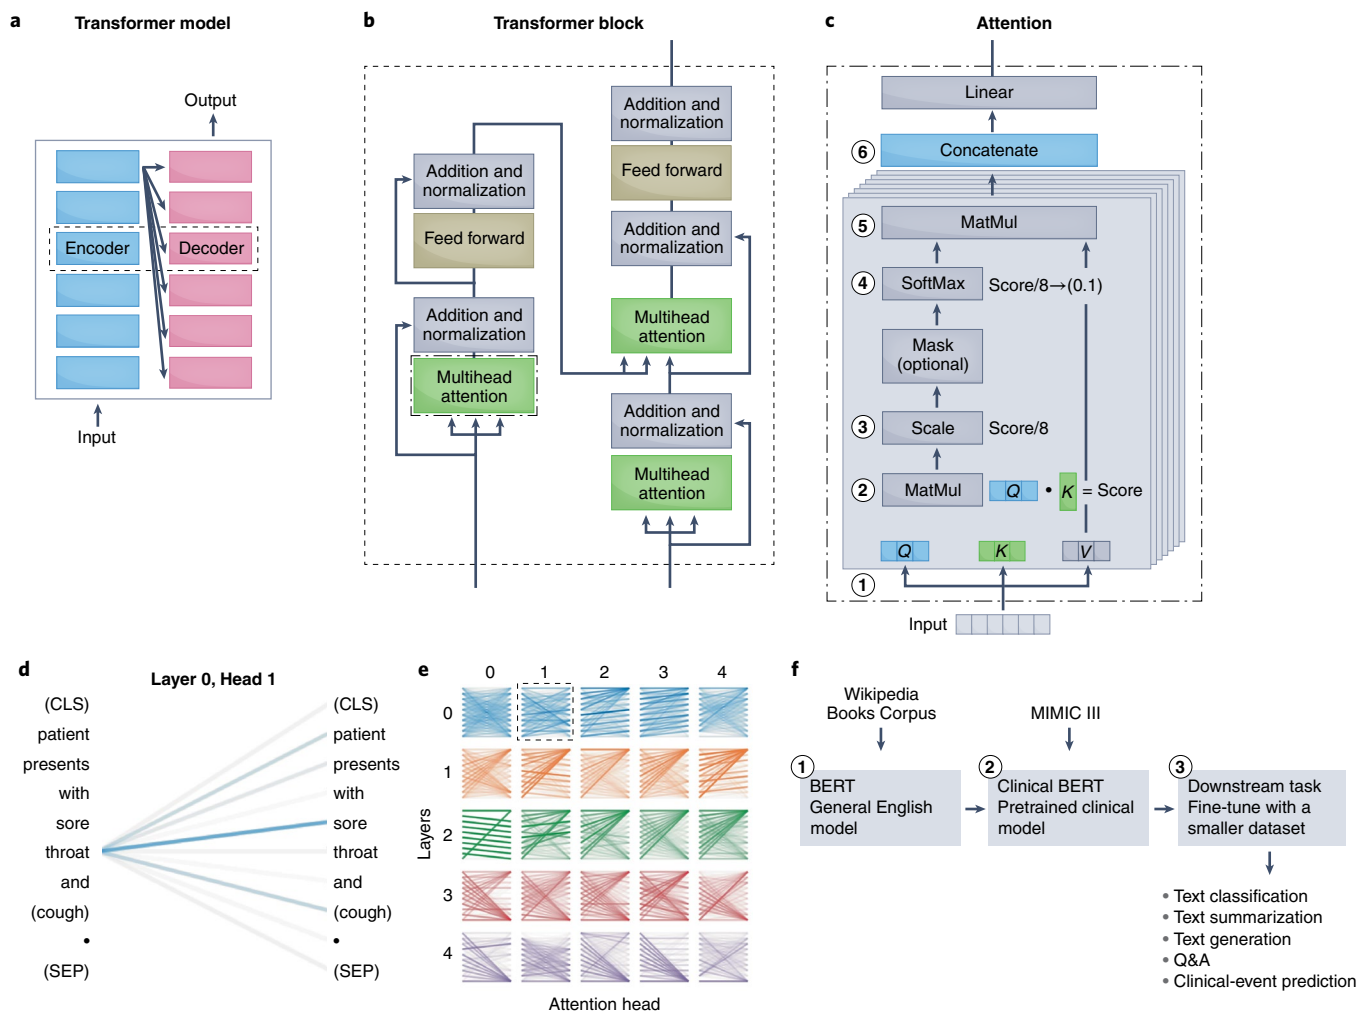 a
Transformer model
Output
Encoder
Decoder
Input
b
Transformer block
Addition and
normalization
Feed forward
Addition and
normalization
Multihead
attention
Addition and
normalization
Feed forward
Addition and
normalization
Multihead
attention
Addition and
normalization
Multihead
attention
c
Attention
Linear
6
Concatenate
5
MatMul
4
SoftMax
Score/8→(0.1)
Mask
(optional)
3
Scale
Score/8
2
MatMul
Q • K = Score
Q
K
V
1
Input
d
Layer 0, Head 1
(CLS)
(CLS)
patient
patient
presents
presents
with
with
sore
sore
throat
throat
and
and
(cough)
(cough)
•
•
(SEP)
(SEP)
e
0 1 2 3 4
0
1
2
3
4
Layers
Attention head
f
Wikipedia
Books Corpus
MIMIC III
1
BERT
General English
model
2
Clinical BERT
Pretrained clinical
model
3
Downstream task
Fine-tune with a
smaller dataset
• Text classification
• Text summarization
• Text generation
• Q&A
• Clinical-event prediction